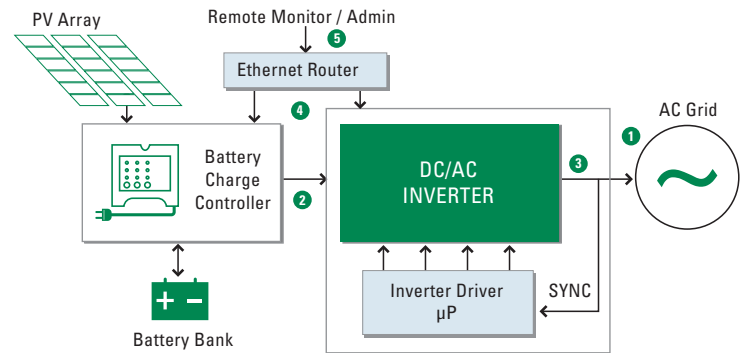 PV Array
Remote Monitor / Admin
5
Ethernet Router
4
1
AC Grid
Battery
Charge
Controller
2
DC/AC
INVERTER
3
Inverter Driver
µP
SYNC
+ −
Battery Bank